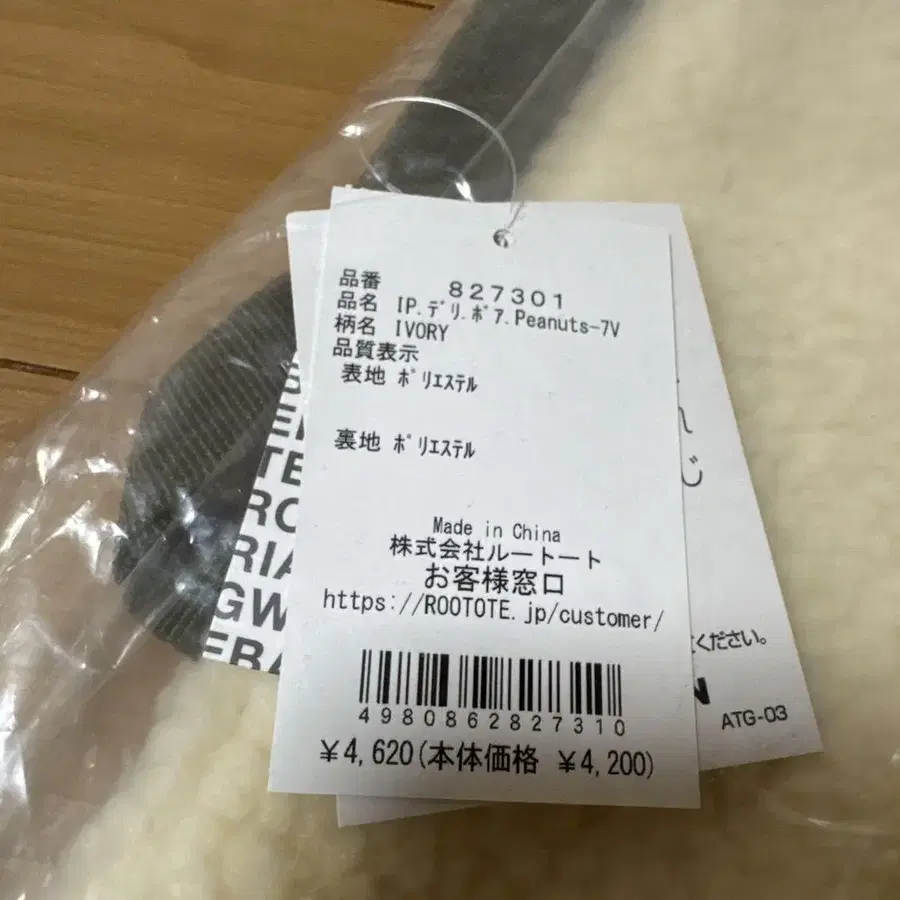 品番 827301
品名 IP.デリ.ボア.Peanuts-7V
柄名 IVORY
品質表示
表地 ポリエステル
裏地 ポリエステル
Made in China
株式会社ルートート
お客様窓口
https://ROOTOTE.jp/customer/
4980862827310
¥4,620(本体価格 ¥4,200)
ください。
ATG-03